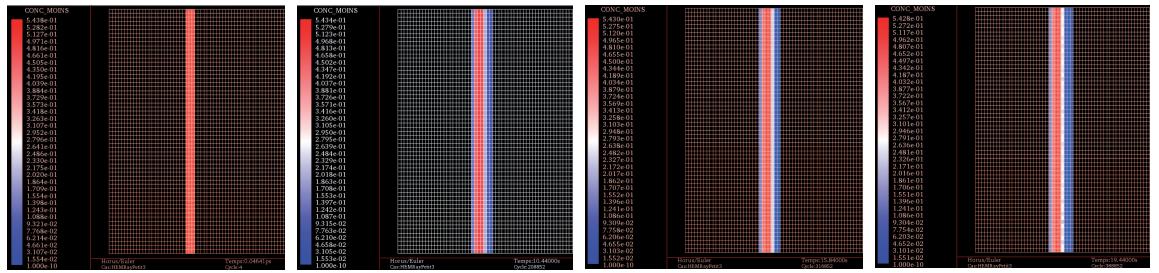 CONC_MOINS
5.438e-01
5.282e-01
5.127e-01
4.971e-01
4.816e-01
4.661e-01
4.505e-01
4.350e-01
4.195e-01
4.039e-01
3.884e-01
3.729e-01
3.573e-01
3.418e-01
3.263e-01
3.107e-01
2.952e-01
2.796e-01
2.641e-01
2.486e-01
2.330e-01
2.175e-01
2.020e-01
1.864e-01
1.709e-01
1.554e-01
1.398e-01
1.243e-01
1.088e-01
9.321e-02
7.768e-02
6.214e-02
4.661e-02
3.107e-02
1.554e-02
1.000e-10
Horus/Euler
Cas:HEMRayPetit3
Temps:0.04641ps
Cycle:4
CONC_MOINS
5.434e-01
5.279e-01
5.123e-01
4.968e-01
4.813e-01
4.658e-01
4.502e-01
4.347e-01
4.192e-01
4.037e-01
3.881e-01
3.726e-01
3.571e-01
3.416e-01
3.260e-01
3.105e-01
2.950e-01
2.795e-01
2.639e-01
2.484e-01
2.329e-01
2.174e-01
2.018e-01
1.863e-01
1.708e-01
1.553e-01
1.397e-01
1.242e-01
1.087e-01
9.315e-02
7.763e-02
6.210e-02
4.658e-02
3.105e-02
1.553e-02
1.000e-10
Horus/Euler
Cas:HEMRayPetit3
Temps:10.44000s
Cycle:208852
CONC_MOINS
5.430e-01
5.275e-01
5.120e-01
4.965e-01
4.810e-01
4.655e-01
4.500e-01
4.344e-01
4.189e-01
4.034e-01
3.879e-01
3.724e-01
3.569e-01
3.413e-01
3.258e-01
3.103e-01
2.948e-01
2.793e-01
2.638e-01
2.482e-01
2.327e-01
2.172e-01
2.017e-01
1.862e-01
1.707e-01
1.552e-01
1.396e-01
1.241e-01
1.086e-01
9.309e-02
7.758e-02
6.206e-02
4.655e-02
3.103e-02
1.552e-02
1.000e-10
Horus/Euler
Cas:HEMRayPetit3
Temps:15.84000s
Cycle:316852
CONC_MOINS
5.428e-01
5.272e-01
5.117e-01
4.962e-01
4.807e-01
4.652e-01
4.497e-01
4.342e-01
4.187e-01
4.032e-01
3.877e-01
3.722e-01
3.567e-01
3.412e-01
3.257e-01
3.101e-01
2.946e-01
2.791e-01
2.636e-01
2.481e-01
2.326e-01
2.171e-01
2.016e-01
1.861e-01
1.706e-01
1.551e-01
1.396e-01
1.241e-01
1.086e-01
9.304e-02
7.754e-02
6.203e-02
4.652e-02
3.101e-02
1.551e-02
1.000e-10
Horus/Euler
Cas:HEMRayPetit3
Temps:19.44000s
Cycle:388852